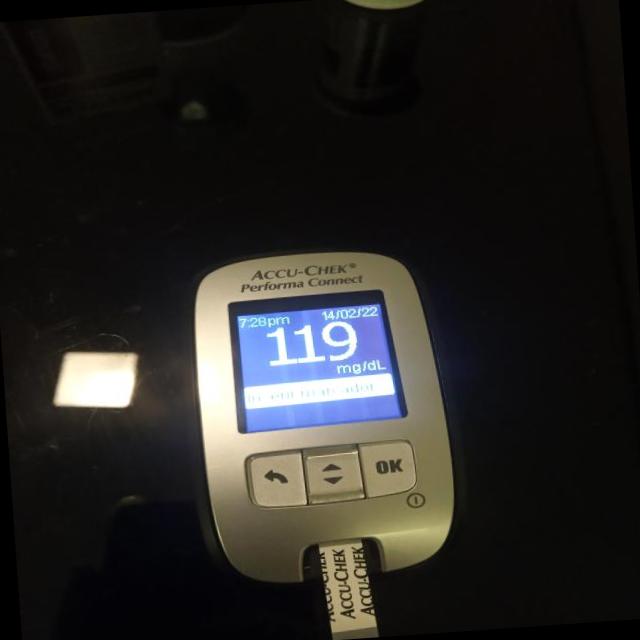 ACCU-CHEK®
Performa Connect
7:28pm 14/02/22
119
mg/dL
OK
ACCU-CHEK
ACCU-CHEK
ACCU-CHEK